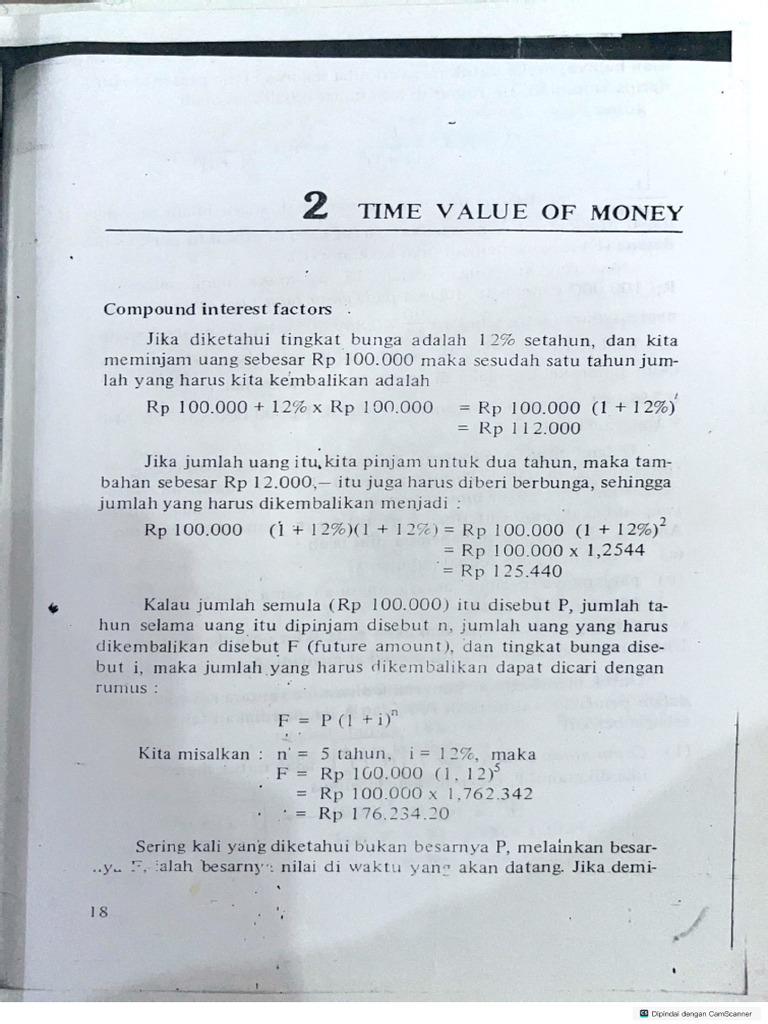 2 TIME VALUE OF MONEY
Compound interest factors
Jika diketahui tingkat bunga adalah 12% setahun, dan kita
meminjam uang sebesar Rp 100.000 maka sesudah satu tahun jum-
lah yang harus kita kembalikan adalah
Rp 100.000 + 12% x Rp 100.000 = Rp 100.000 (1 + 12%)
= Rp 112.000
Jika jumlah uang itu kita pinjam untuk dua tahun, maka tam-
bahan sebesar Rp 12.000,— itu juga harus diberi berbunga, sehingga
jumlah yang harus dikembalikan menjadi :
Rp 100.000 (1 + 12%)(1 + 12%) = Rp 100.000 (1 + 12%)²
= Rp 100.000 x 1,2544
= Rp 125.440
Kalau jumlah semula (Rp 100.000) itu disebut P, jumlah ta-
hun selama uang itu dipinjam disebut n, jumlah uang yang harus
dikembalikan disebut F (future amount), dan tingkat bunga dise-
but i, maka jumlah yang harus dikembalikan dapat dicari dengan
rumus :
F = P (1 + i)ⁿ
Kita misalkan : n = 5 tahun, i = 12%, maka
F = Rp 100.000 (1, 12)⁵
= Rp 100.000 x 1,762.342
= Rp 176.234.20
Sering kali yang diketahui bukan besarnya P, melainkan besar-
F, besarnya nilai di waktu yang akan datang. Jika demi-
18
CS Dipindai dengan CamScanner